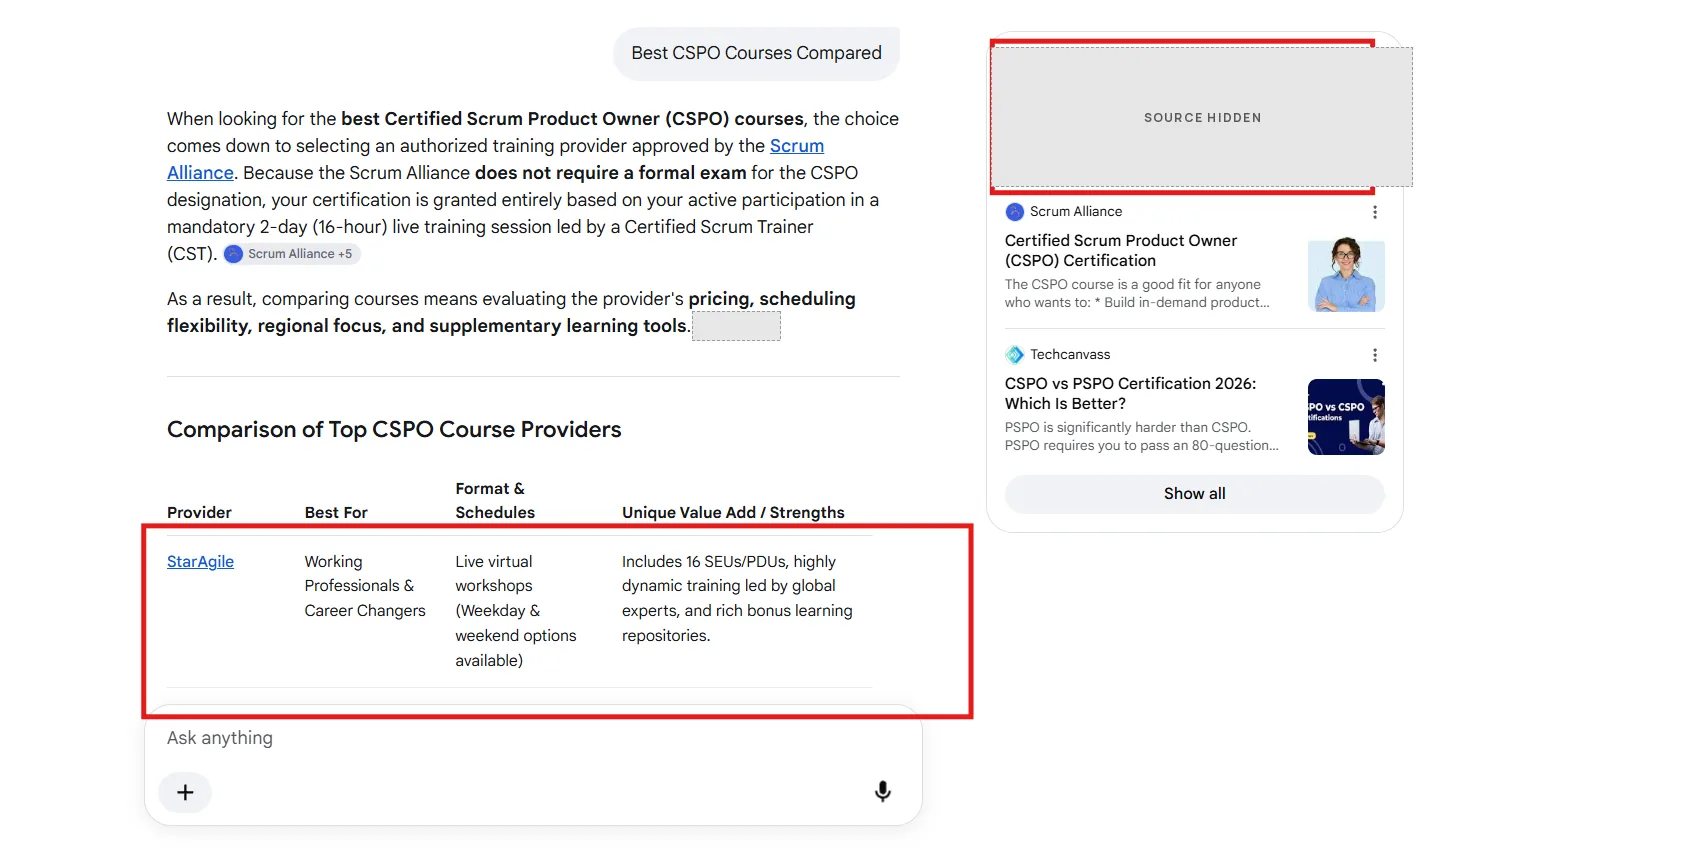 Best CSPO Courses Compared
When looking for the best Certified Scrum Product Owner (CSPO) courses, the choice
comes down to selecting an authorized training provider approved by the Scrum
Alliance. Because the Scrum Alliance does not require a formal exam for the CSPO
designation, your certification is granted entirely based on your active participation in a
mandatory 2-day (16-hour) live training session led by a Certified Scrum Trainer
(CST). Scrum Alliance +5
As a result, comparing courses means evaluating the provider's pricing, scheduling
flexibility, regional focus, and supplementary learning tools.
Comparison of Top CSPO Course Providers
Provider
Best For
Format &
Schedules
Unique Value Add / Strengths
StarAgile
Working
Professionals &
Career Changers
Live virtual
workshops
(Weekday &
weekend options
available)
Includes 16 SEUs/PDUs, highly
dynamic training led by global
experts, and rich bonus learning
repositories.
Ask anything
SOURCE HIDDEN
Scrum Alliance
Certified Scrum Product Owner
(CSPO) Certification
The CSPO course is a good fit for anyone
who wants to: * Build in-demand product...
Techcanvass
CSPO vs PSPO Certification 2026:
Which Is Better?
PSPO is significantly harder than CSPO.
PSPO requires you to pass an 80-question...
PO vs CSPO
tifications
Show all